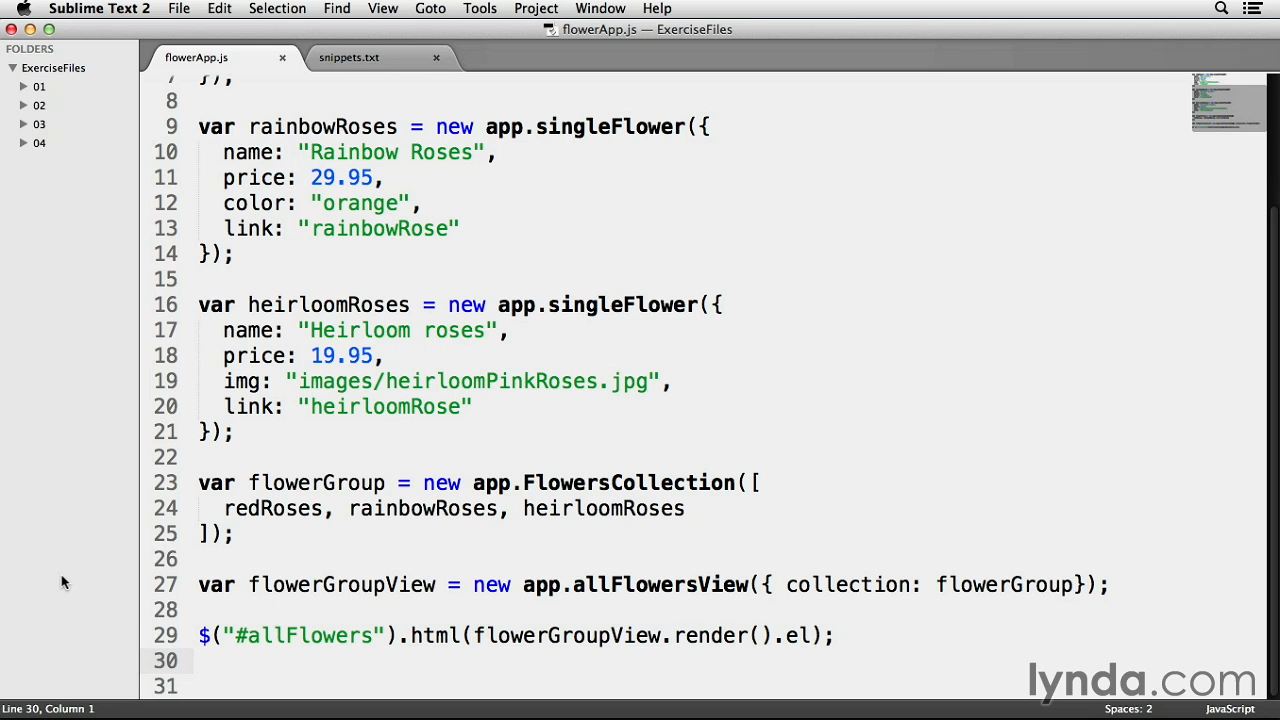 Sublime Text 2 File Edit Selection Find View Goto Tools Project Window Help
flowerApp.js — ExerciseFiles
FOLDERS
ExerciseFiles
01
02
03
04
flowerApp.js × snippets.txt ×
7 });
8
9 var rainbowRoses = new app.singleFlower({
10 name: "Rainbow Roses",
11 price: 29.95,
12 color: "orange",
13 link: "rainbowRose"
14 });
15
16 var heirloomRoses = new app.singleFlower({
17 name: "Heirloom roses",
18 price: 19.95,
19 img: "images/heirloomPinkRoses.jpg",
20 link: "heirloomRose"
21 });
22
23 var flowerGroup = new app.FlowersCollection([
24 redRoses, rainbowRoses, heirloomRoses
25 ]);
26
27 var flowerGroupView = new app.allFlowersView({ collection: flowerGroup});
28
29 $("#allFlowers").html(flowerGroupView.render().el);
30
31
lynda.com
Line 30, Column 1 Spaces: 2 JavaScript